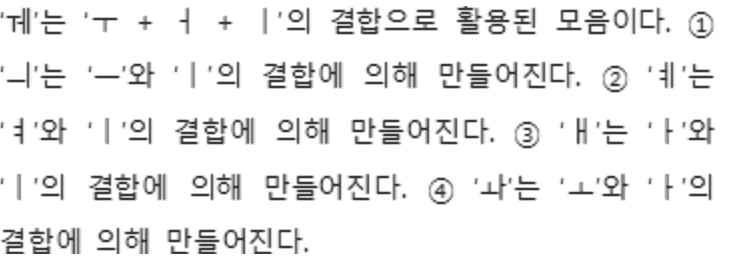 'ㅞ'는 'ㅜ + ㅓ + ㅣ'의 결합으로 활용된 모음이다. ①
'ㅢ'는 'ㅡ'와 'ㅣ'의 결합에 의해 만들어진다. ② 'ㅖ'는
'ㅕ'와 'ㅣ'의 결합에 의해 만들어진다. ③ 'ㅐ'는 'ㅏ'와
'ㅣ'의 결합에 의해 만들어진다. ④ 'ㅘ'는 'ㅗ'와 'ㅏ'의
결합에 의해 만들어진다.